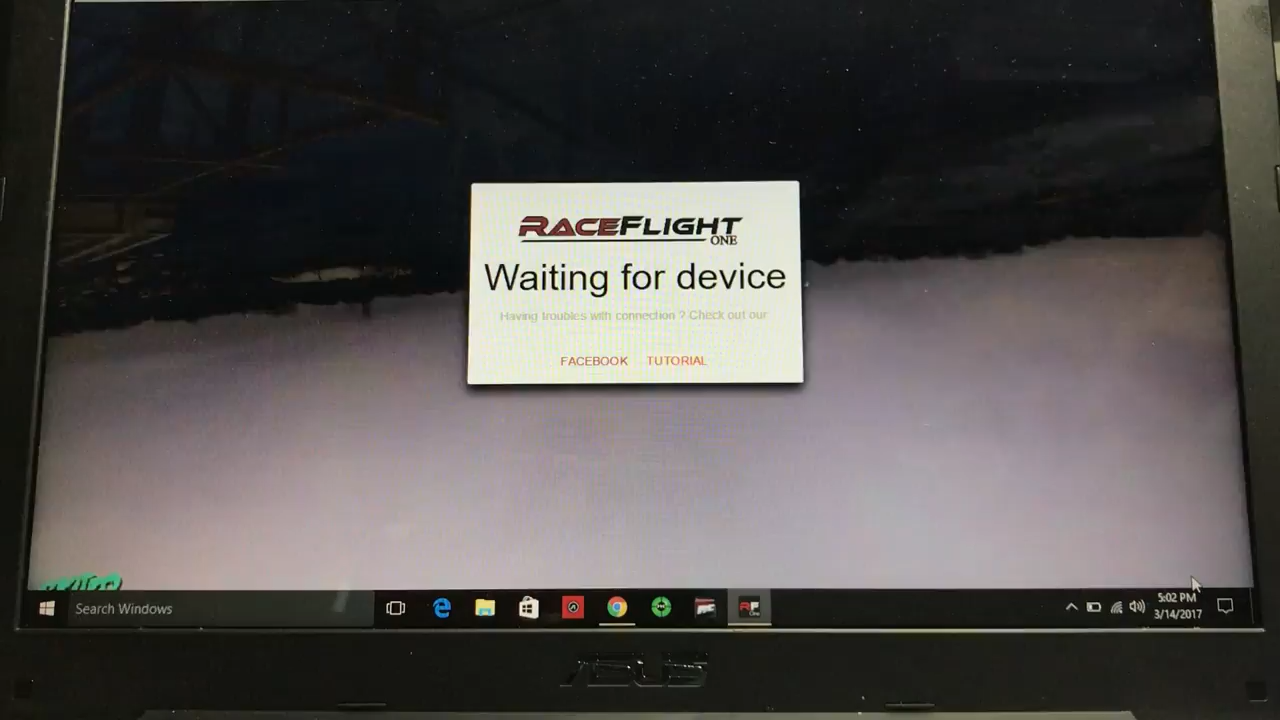 RACEFLIGHT
ONE
Waiting for device
Having troubles with connection ? Check out our
FACEBOOK TUTORIAL
Search Windows
5:02 PM
3/14/2017
ASUS